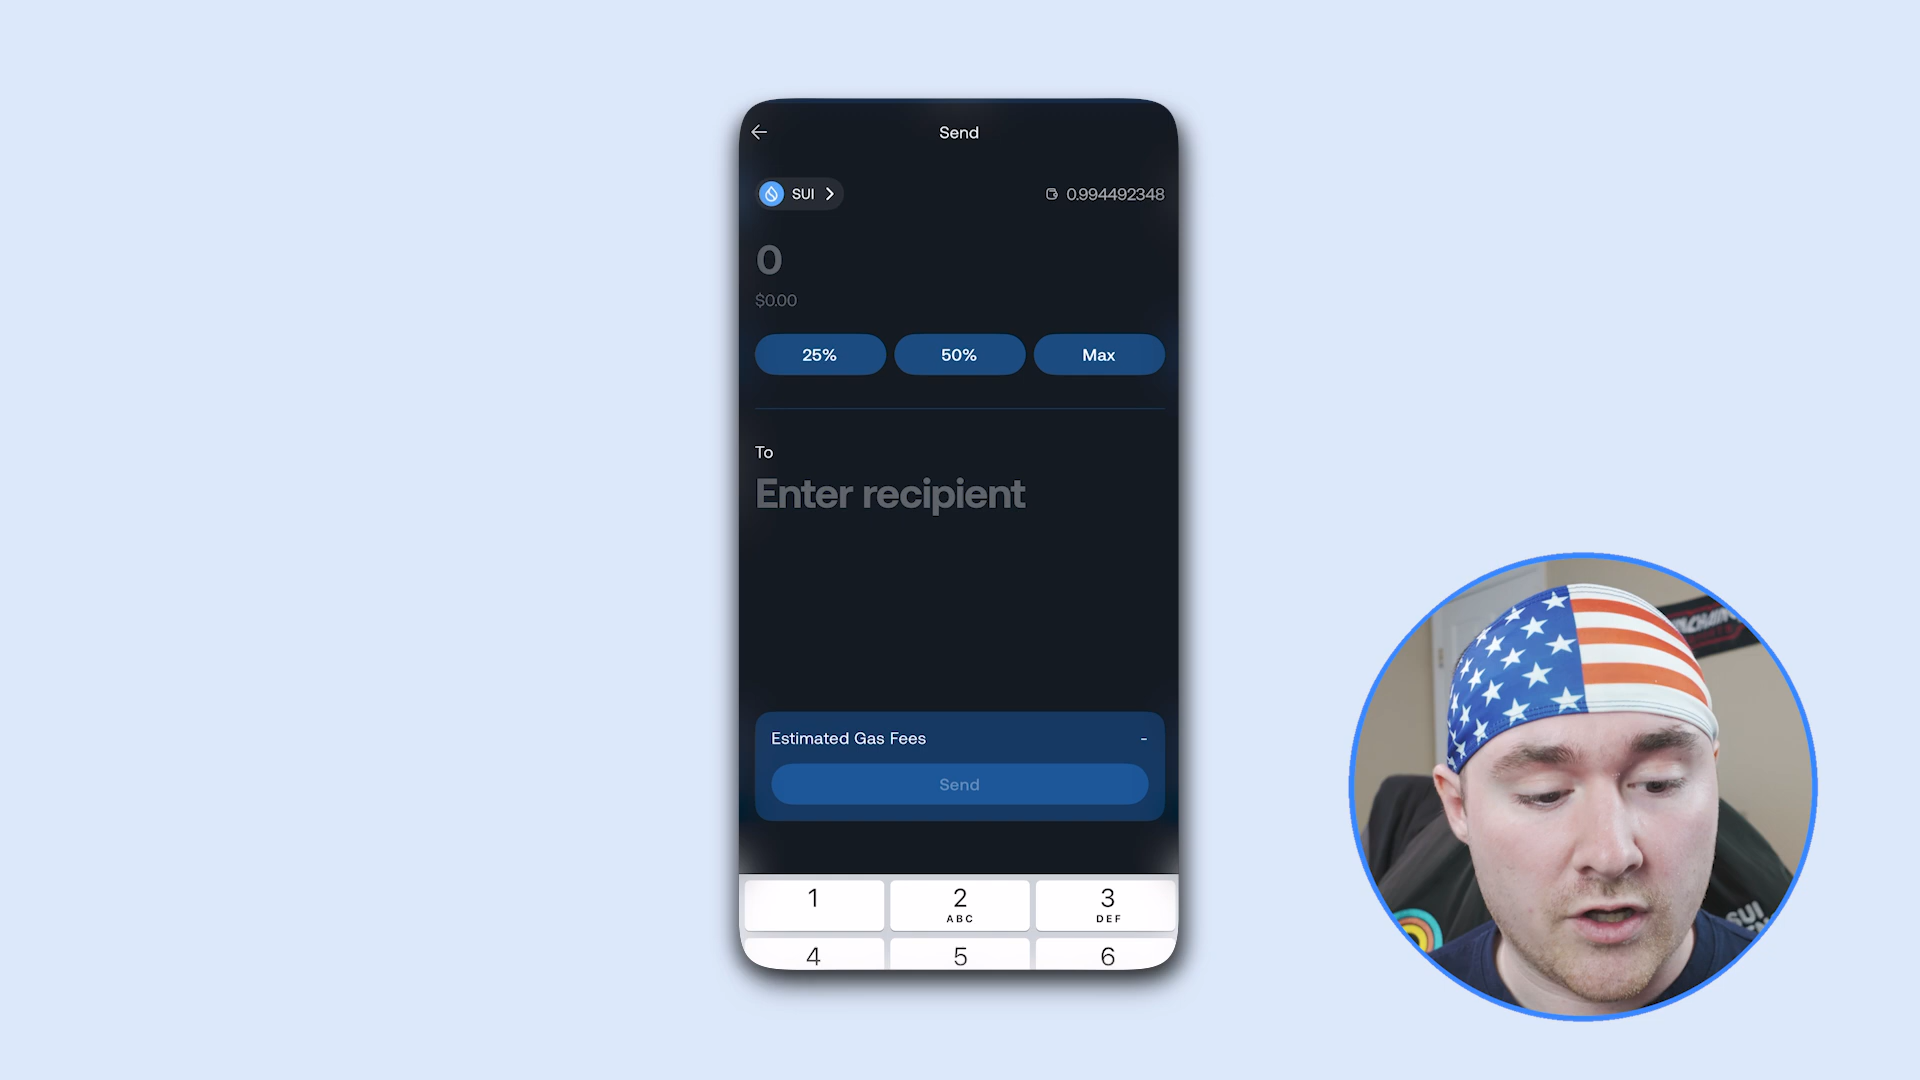 Send
SUI
0.994492348
0
$0.00
25%
50%
Max
To
Enter recipient
Estimated Gas Fees -
Send
1
2
ABC
3
DEF
4
5
6
SUI